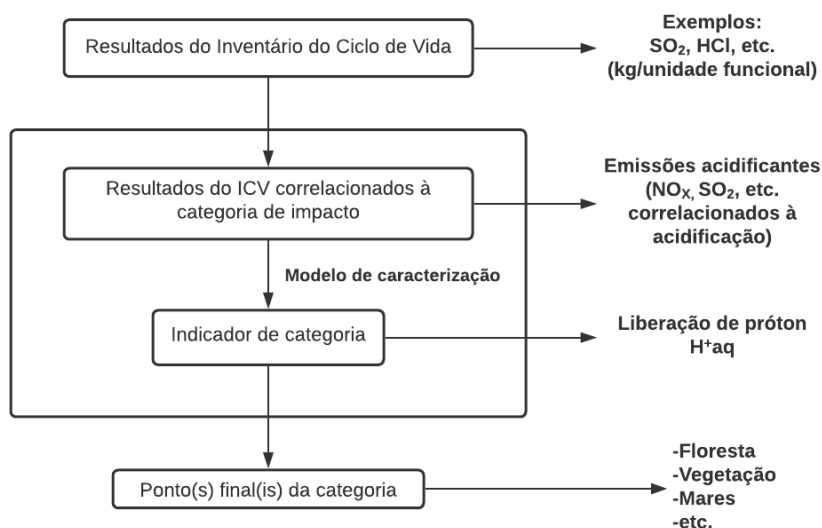 Resultados do Inventário do Ciclo de Vida
Exemplos:
SO₂, HCl, etc.
(kg/unidade funcional)
Resultados do ICV correlacionados à
categoria de impacto
Emissões acidificantes
(NOₓ, SO₂, etc.
correlacionados à
acidificação)
Modelo de caracterização
Indicador de categoria
Liberação de próton
H⁺aq
Ponto(s) final(is) da categoria
-Floresta
-Vegetação
-Mares
-etc.